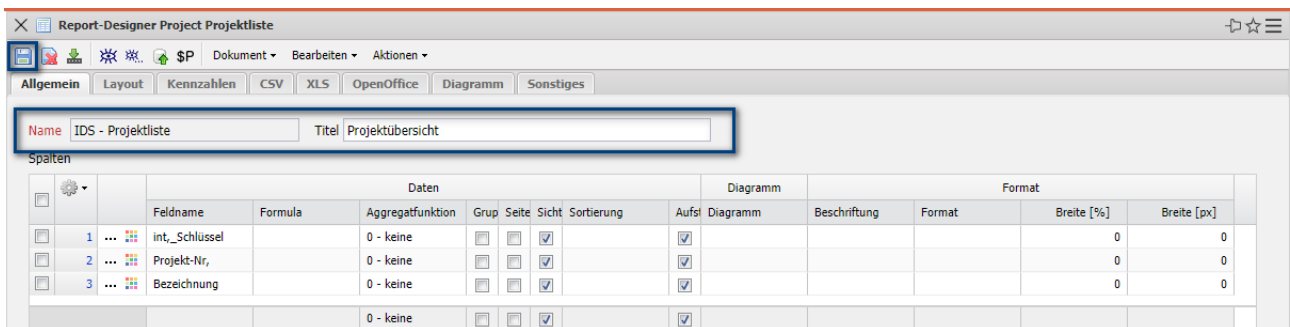 Report-Designer Project Projektliste
$P Dokument Bearbeiten Aktionen
Allgemein Layout Kennzahlen CSV XLS OpenOffice Diagramm Sonstiges
Name IDS - Projektliste Titel Projektübersicht
Spalten
Daten Diagramm Format
Feldname Formula Aggregatfunktion Grup Seite Sicht Sortierung Aufst Diagramm Beschriftung Format Breite [%] Breite [px]
1 ... int,_Schlüssel 0 - keine 0 0
2 ... Projekt-Nr, 0 - keine 0 0
3 ... Bezeichnung 0 - keine 0 0
0 - keine